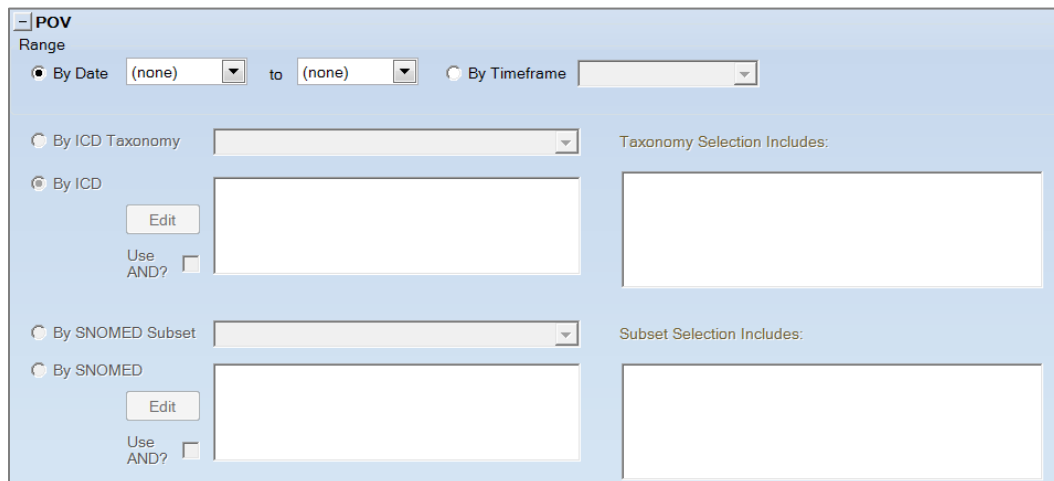 POV
Range
By Date (none) to (none) By Timeframe
By ICD Taxonomy Taxonomy Selection Includes:
By ICD
Edit
Use
AND?
By SNOMED Subset Subset Selection Includes:
By SNOMED
Edit
Use
AND?